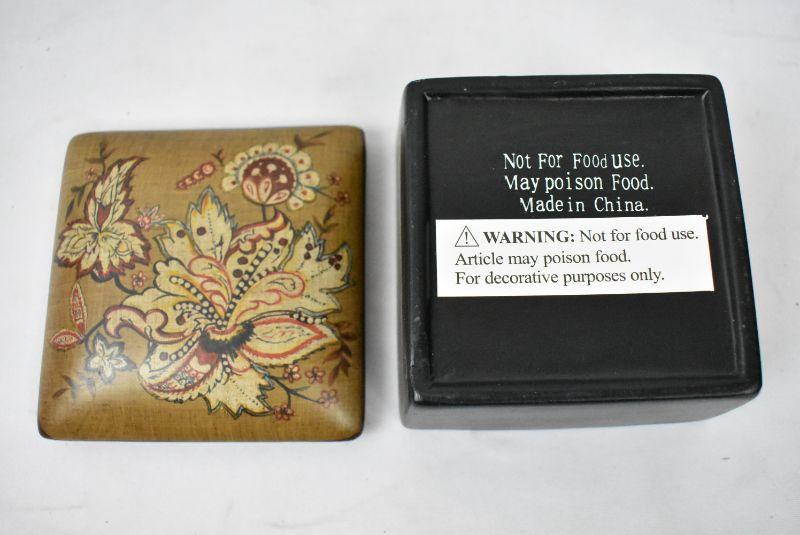 Not For Food use.
May poison Food.
Made in China.
⚠ WARNING: Not for food use.
Article may poison food.
For decorative purposes only.